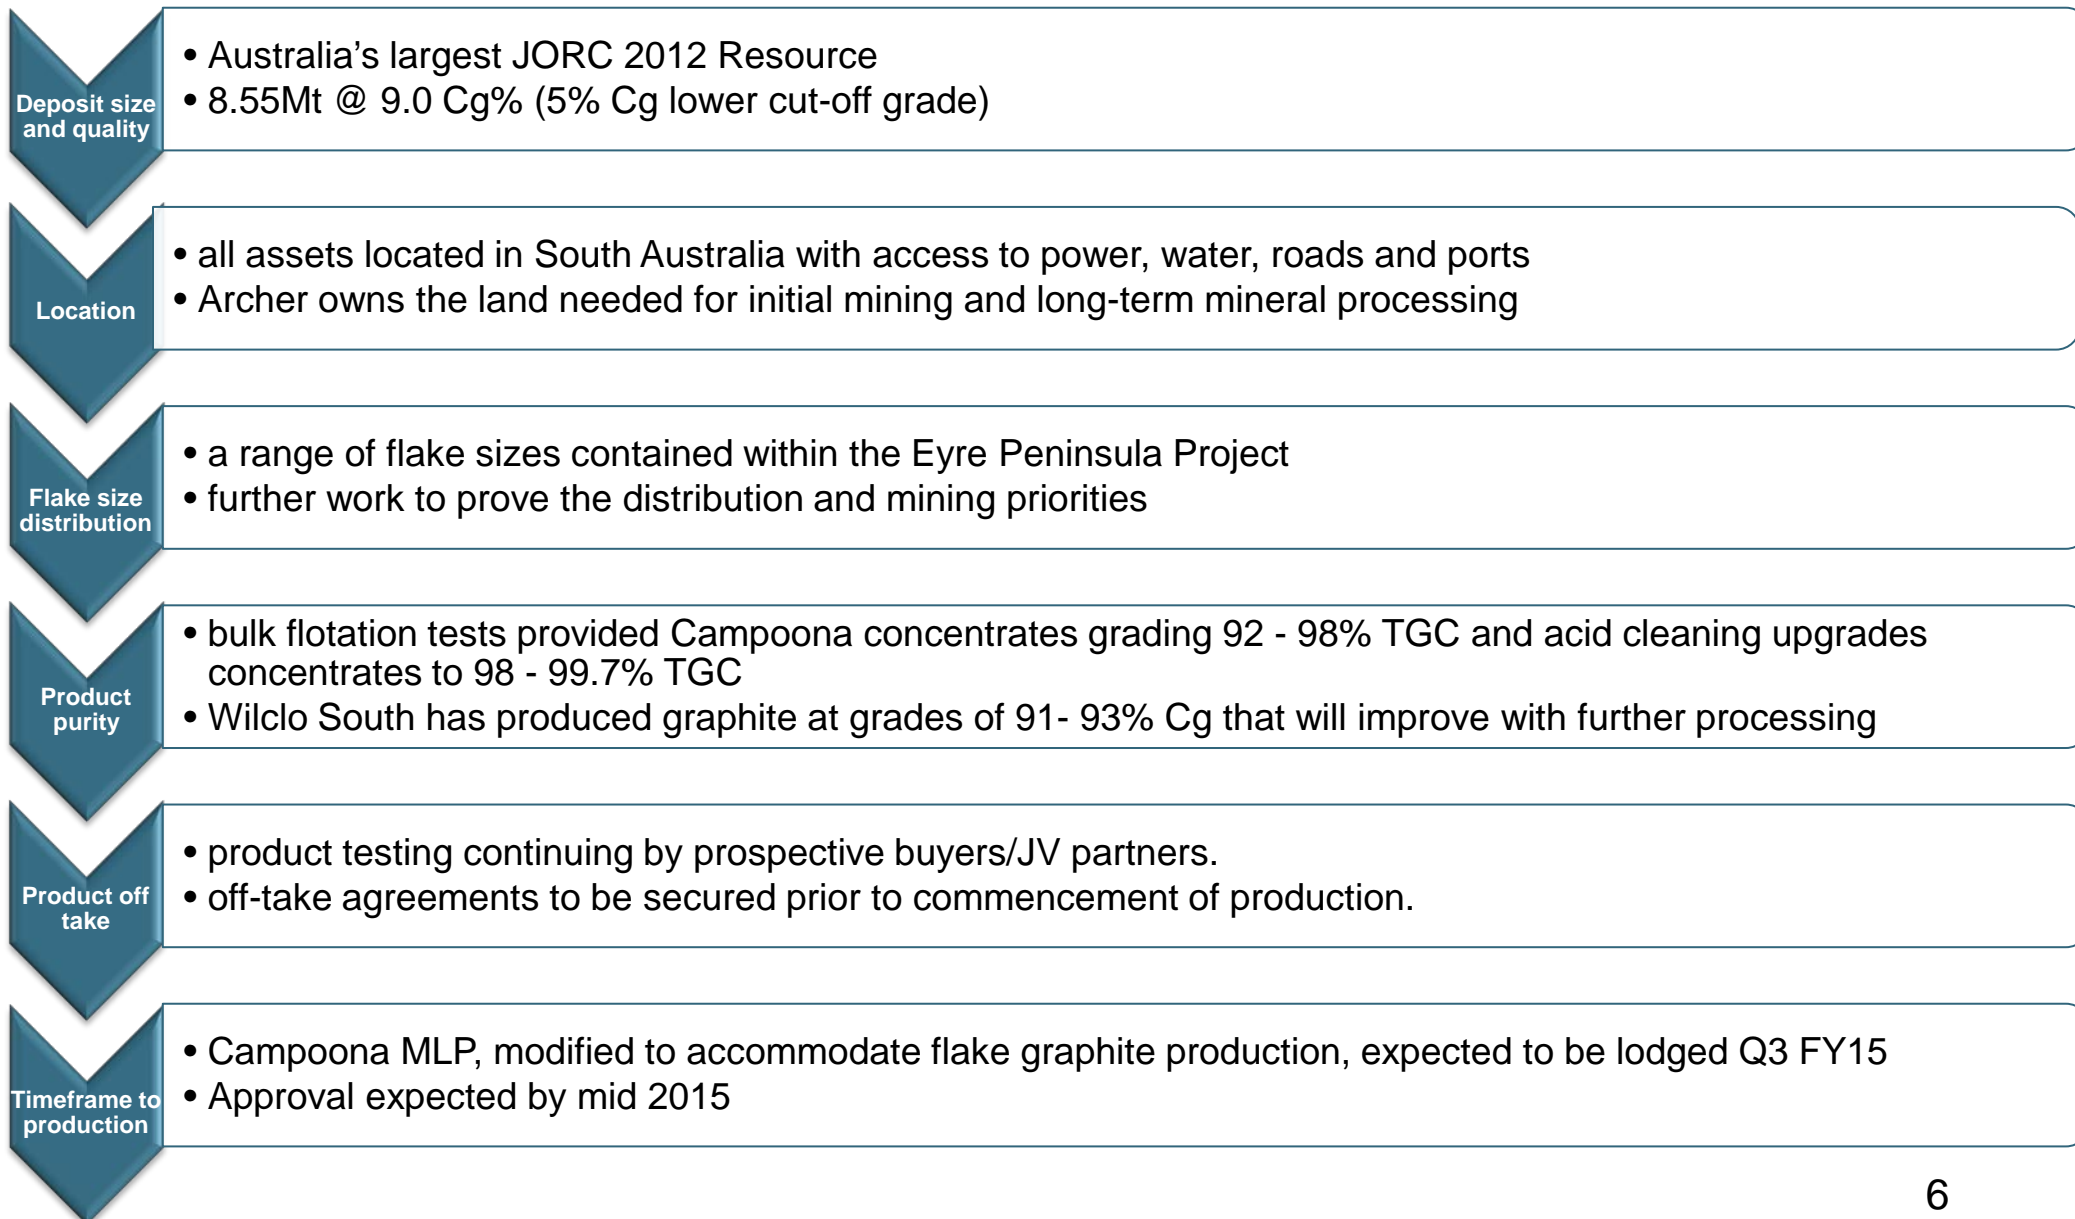 Deposit size
and quality
• Australia’s largest JORC 2012 Resource
• 8.55Mt @ 9.0 Cg% (5% Cg lower cut-off grade)
Location
• all assets located in South Australia with access to power, water, roads and ports
• Archer owns the land needed for initial mining and long-term mineral processing
Flake size
distribution
• a range of flake sizes contained within the Eyre Peninsula Project
• further work to prove the distribution and mining priorities
Product
purity
• bulk flotation tests provided Campoona concentrates grading 92 - 98% TGC and acid cleaning upgrades
concentrates to 98 - 99.7% TGC
• Wilclo South has produced graphite at grades of 91- 93% Cg that will improve with further processing
Product off
take
• product testing continuing by prospective buyers/JV partners.
• off-take agreements to be secured prior to commencement of production.
Timeframe to
production
• Campoona MLP, modified to accommodate flake graphite production, expected to be lodged Q3 FY15
• Approval expected by mid 2015
6